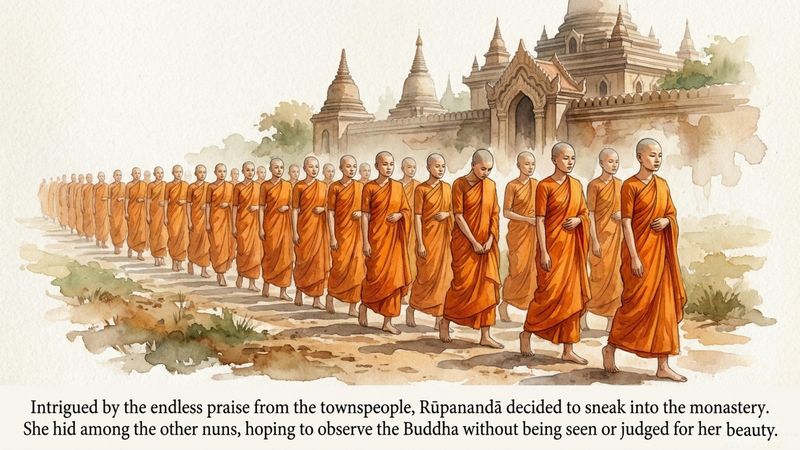 Intrigued by the endless praise from the townspeople, Rūpanandā decided to sneak into the monastery.
She hid among the other nuns, hoping to observe the Buddha without being seen or judged for her beauty.